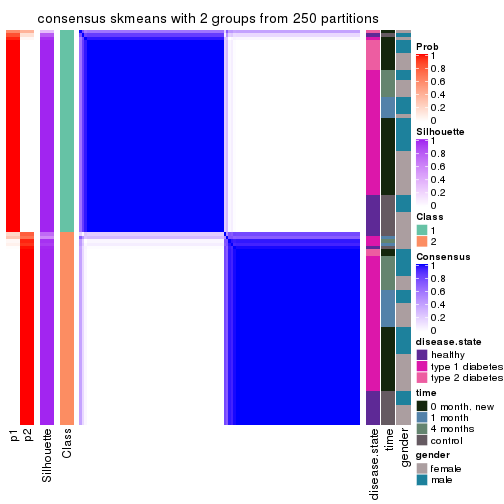 consensus skmeans with 2 groups from 250 partitions
Prob
1
0.8
0.6
0.4
0.2
0
Silhouette
1
0.8
0.6
0.4
0.2
0
Class
1
2
Consensus
1
0.8
0.6
0.4
0.2
0
disease.state
healthy
type 1 diabetes
type 2 diabetes
time
0 month. new
1 month
4 months
control
gender
female
male
p1
p2
Silhouette
Class
disease.state
time
gender